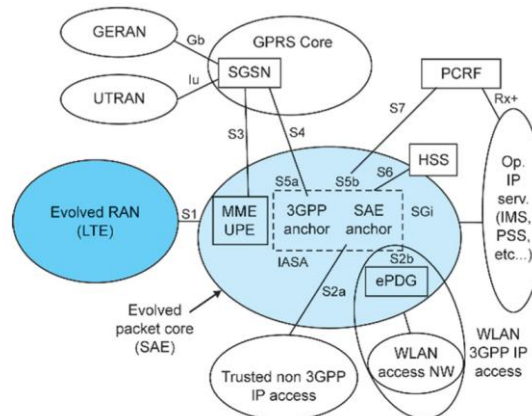 GERAN
Gb
GPRS Core
SGSN
PCRF
UTRAN
Iu
Rx+
S3
S4
S7
HSS
Op.
IP
serv.
(IMS,
PSS,
etc...)
S5a
S5b
S6
Evolved RAN
(LTE)
S1
MME
UPE
3GPP
anchor
SAE
anchor
SGi
IASA
S2b
ePDG
S2a
Evolved
packet core
(SAE)
WLAN
3GPP IP
access
WLAN
access NW
Trusted non 3GPP
IP access